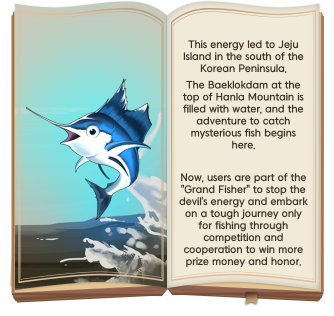 This energy led to Jeju
Island in the south of the
Korean Peninsula.
The Baeklokdam at the
top of Hanla Mountain is
filled with water, and the
adventure to catch
mysterious fish begins
here.
Now, users are part of the
"Grand Fisher" to stop the
devil's energy and embark
on a tough journey only
for fishing through
competition and
cooperation to win more
prize money and honor.